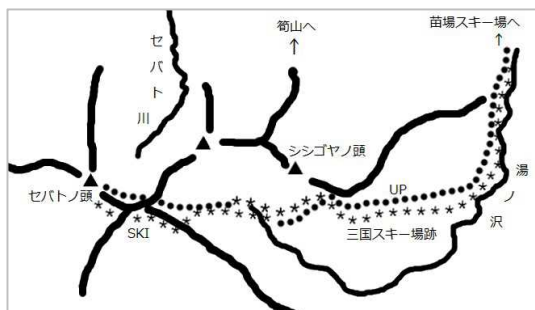 セバト川
筍山へ
↑
苗場スキー場へ
↑
シシゴヤノ頭
セバトノ頭
UP
湯ノ沢
SKI
三国スキー場跡